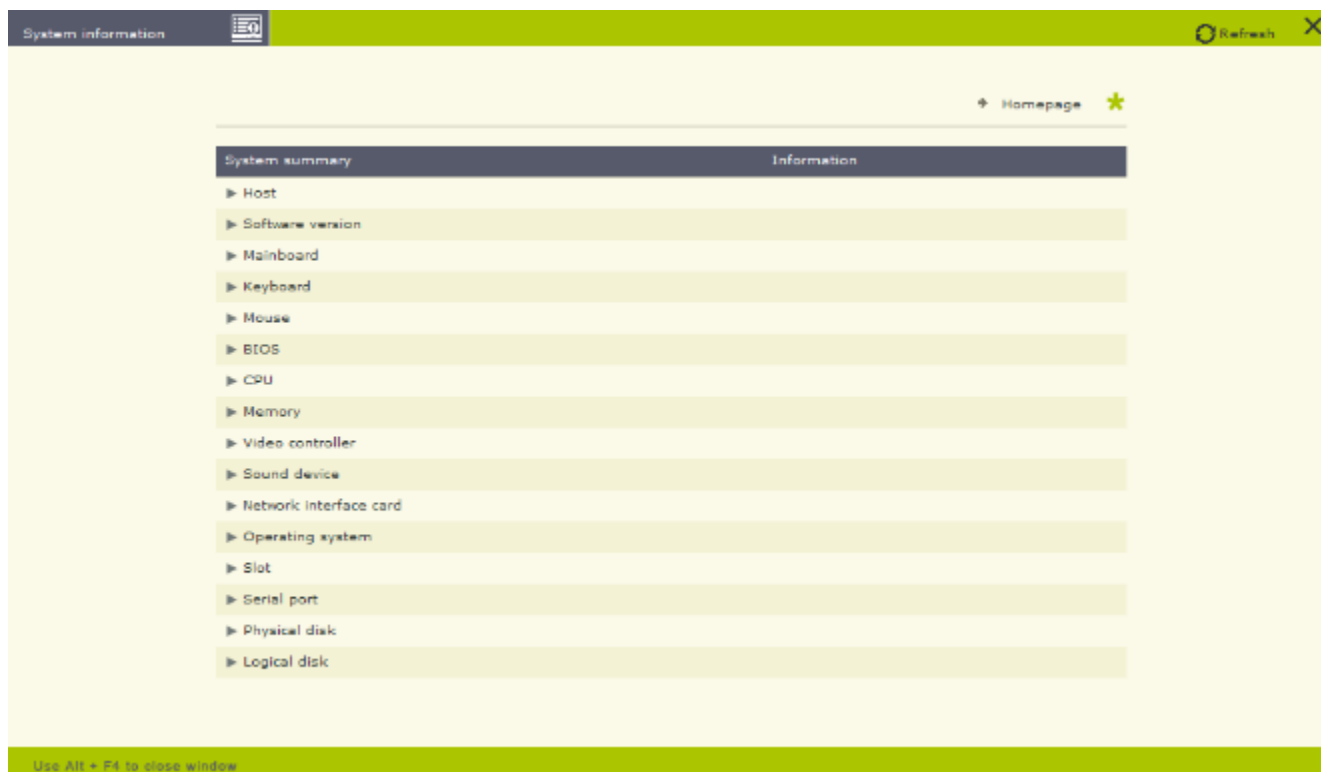 System information
Refresh
Homepage
System summary Information
Host
Software version
Mainboard
Keyboard
Mouse
BIOS
CPU
Memory
Video controller
Sound device
Network interface card
Operating system
Slot
Serial port
Physical disk
Logical disk
Use Alt + F4 to close window